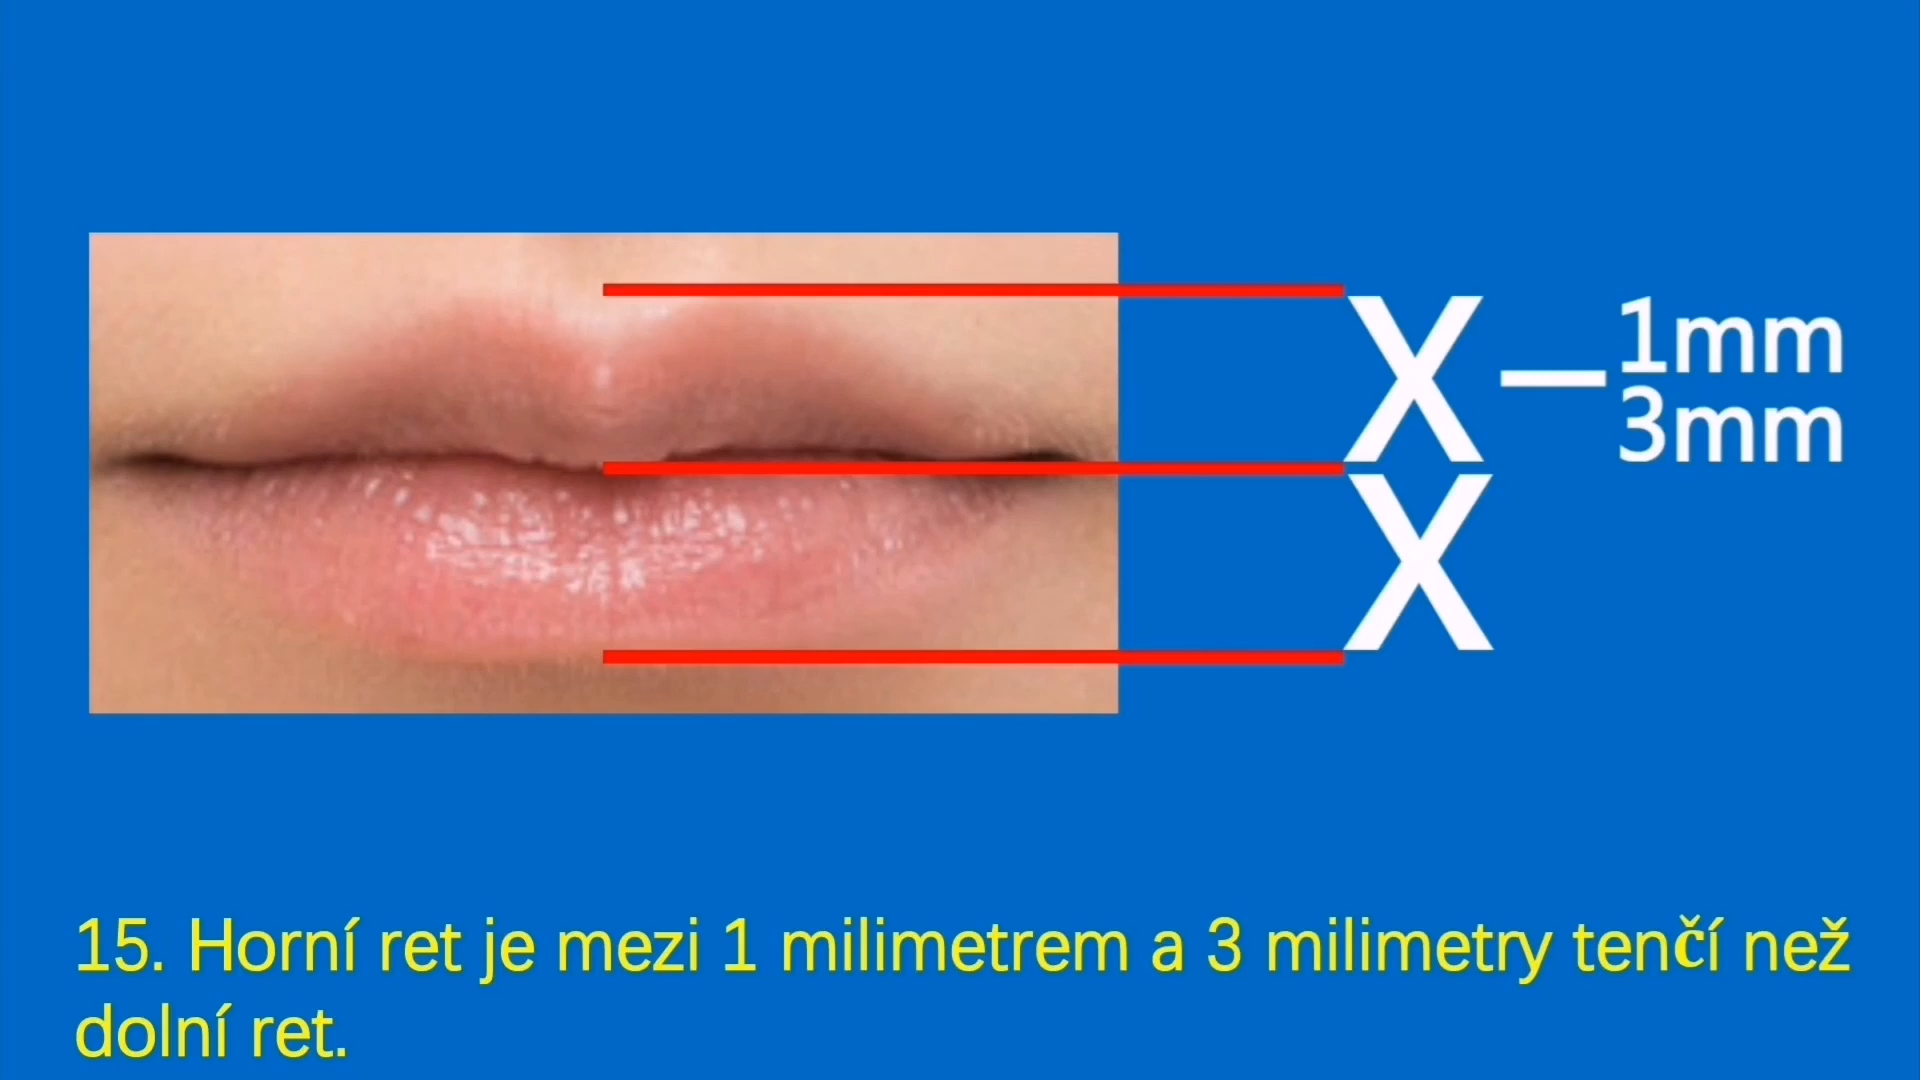 X – 1mm
3mm
X
15. Horní ret je mezi 1 milimetrem a 3 milimetry tenčí než
dolní ret.